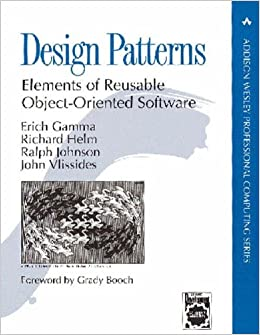 Design Patterns
Elements of Reusable
Object-Oriented Software
Erich Gamma
Richard Helm
Ralph Johnson
John Vlissides
Foreword by Grady Booch
ADDISON-WESLEY PROFESSIONAL COMPUTING SERIES